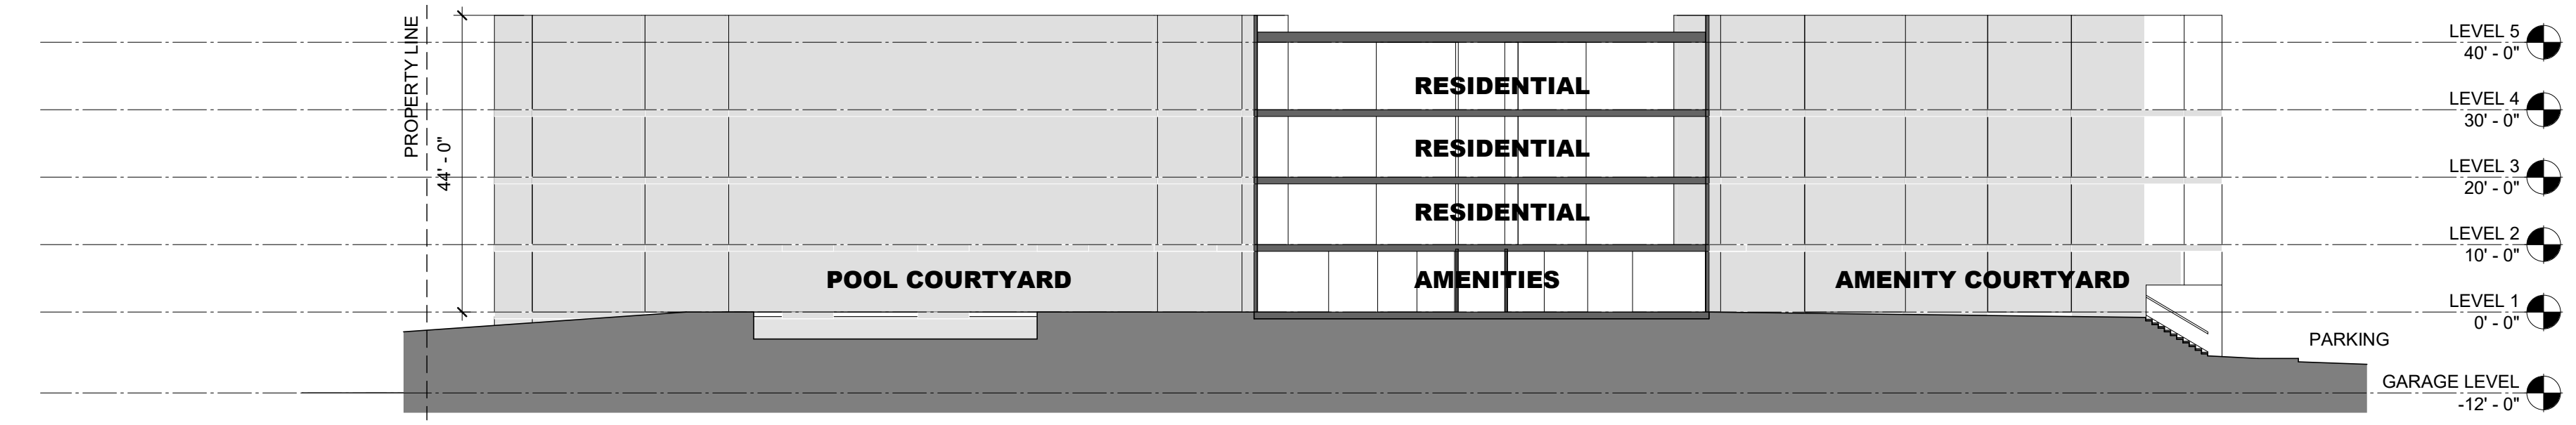 PROPERTY LINE
44' - 0"
RESIDENTIAL
RESIDENTIAL
RESIDENTIAL
POOL COURTYARD
AMENITIES
AMENITY COURTYARD
LEVEL 5
40' - 0"
LEVEL 4
30' - 0"
LEVEL 3
20' - 0"
LEVEL 2
10' - 0"
LEVEL 1
0' - 0"
PARKING
GARAGE LEVEL
-12' - 0"